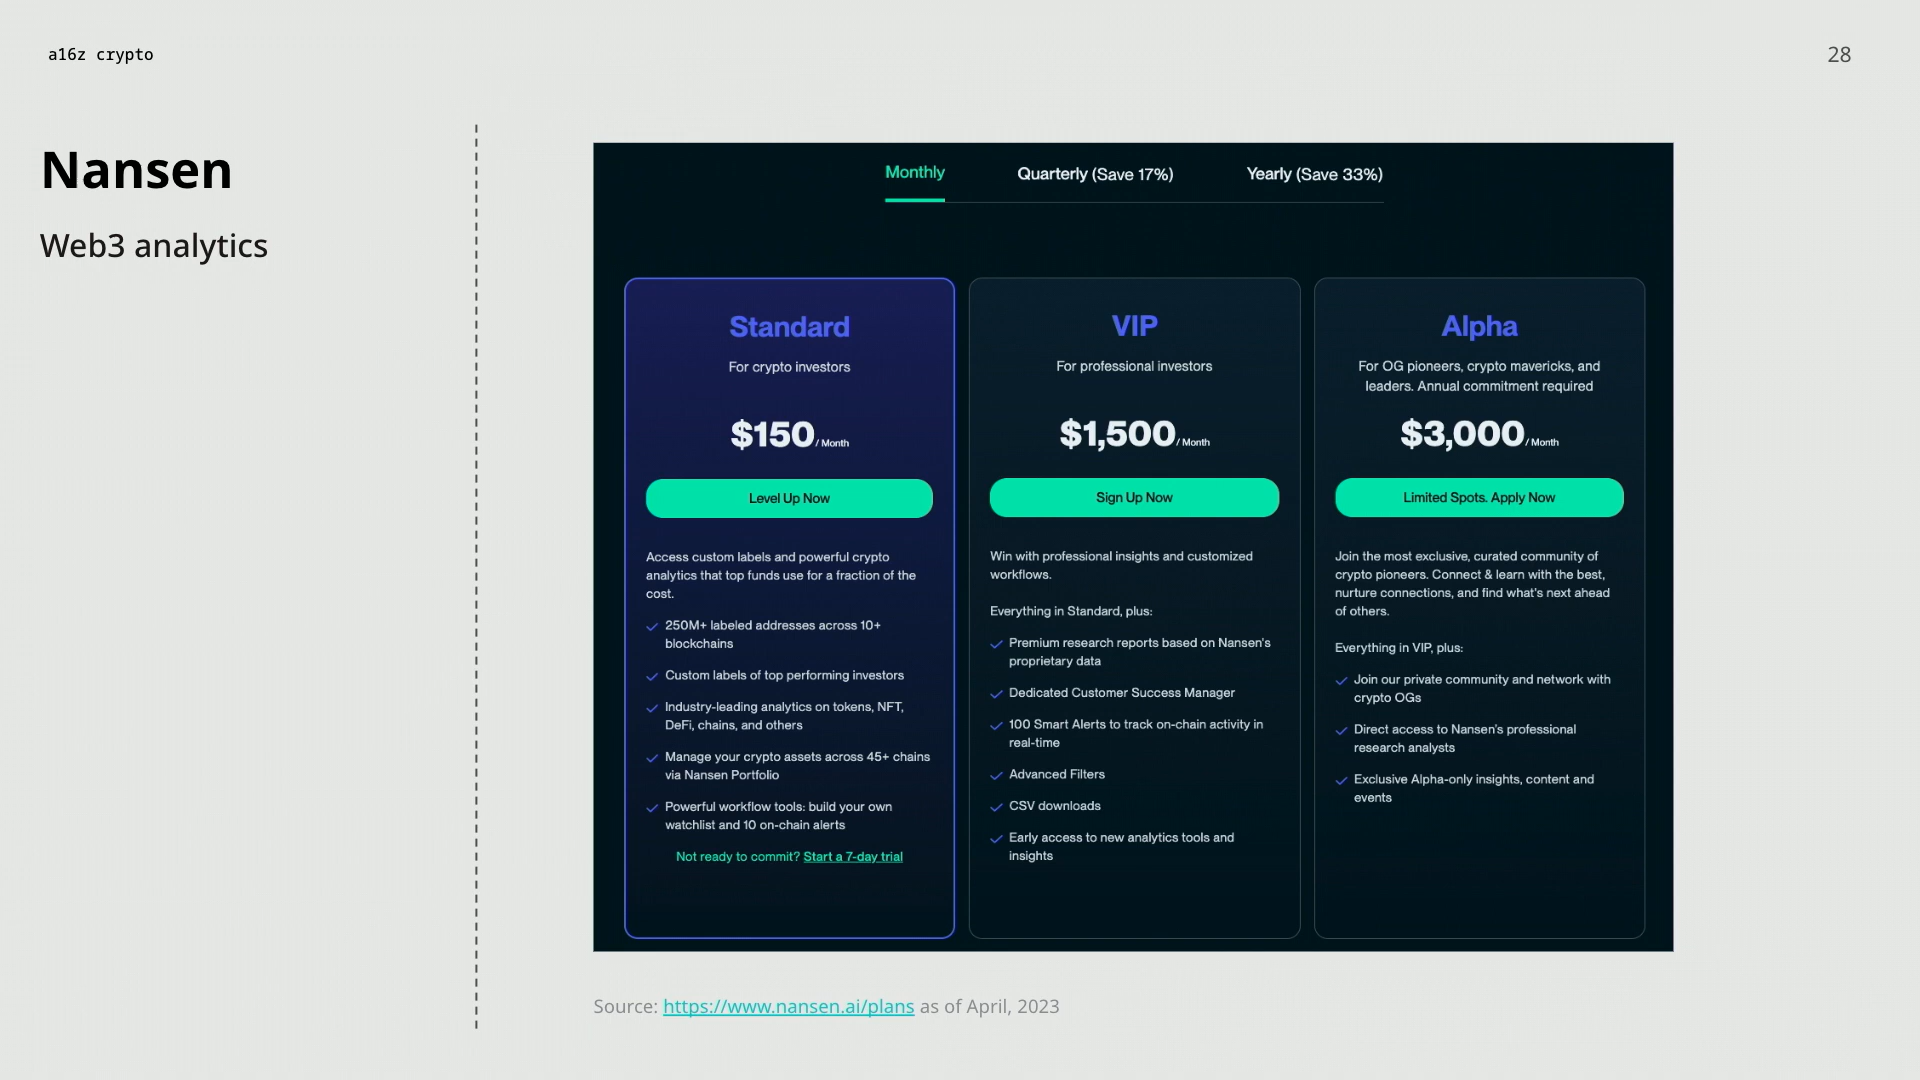 a16z crypto
28
Nansen
Web3 analytics
Monthly
Quarterly (Save 17%)
Yearly (Save 33%)
Standard
For crypto investors
$150 / Month
Level Up Now
Access custom labels and powerful crypto
analytics that top funds use for a fraction of the
cost.
250M+ labeled addresses across 10+
blockchains
Custom labels of top performing investors
Industry-leading analytics on tokens, NFT,
DeFi, chains, and others
Manage your crypto assets across 45+ chains
via Nansen Portfolio
Powerful workflow tools: build your own
watchlist and 10 on-chain alerts
Not ready to commit? Start a 7-day trial
VIP
For professional investors
$1,500 / Month
Sign Up Now
Win with professional insights and customized
workflows.
Everything in Standard, plus:
Premium research reports based on Nansen's
proprietary data
Dedicated Customer Success Manager
100 Smart Alerts to track on-chain activity in
real-time
Advanced Filters
CSV downloads
Early access to new analytics tools and
insights
Alpha
For OG pioneers, crypto mavericks, and
leaders. Annual commitment required
$3,000 / Month
Limited Spots. Apply Now
Join the most exclusive, curated community of
crypto pioneers. Connect & learn with the best,
nurture connections, and find what's next ahead
of others.
Everything in VIP, plus:
Join our private community and network with
crypto OGs
Direct access to Nansen's professional
research analysts
Exclusive Alpha-only insights, content and
events
Source: https://www.nansen.ai/plans as of April, 2023